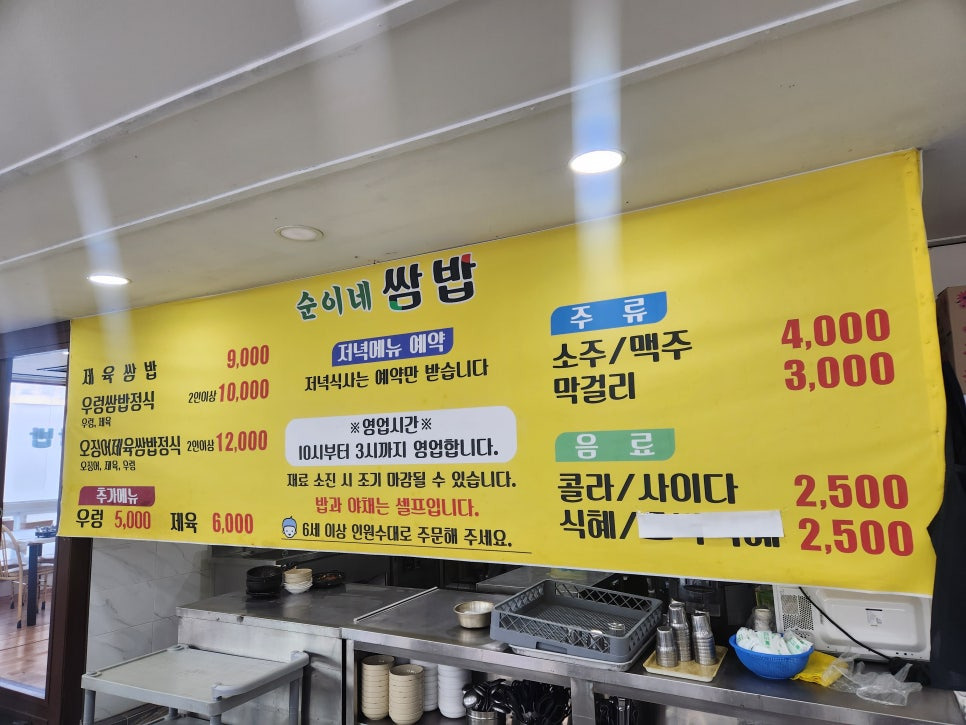 순이네 쌈밥
제육쌈밥 9,000
우렁쌈밥정식 2인이상 10,000
우렁, 제육
오징어제육쌈밥정식 2인이상 12,000
오징어, 제육, 우렁
추가메뉴
우렁 5,000 제육 6,000
저녁메뉴 예약
저녁식사는 예약만 받습니다
※영업시간※
10시부터 3시까지 영업합니다.
재료 소진 시 조기 마감될 수 있습니다.
밥과 야채는 셀프입니다.
6세 이상 인원수대로 주문해 주세요.
주류
소주/맥주 4,000
막걸리 3,000
음료
콜라/사이다 2,500
식혜/ 2,500